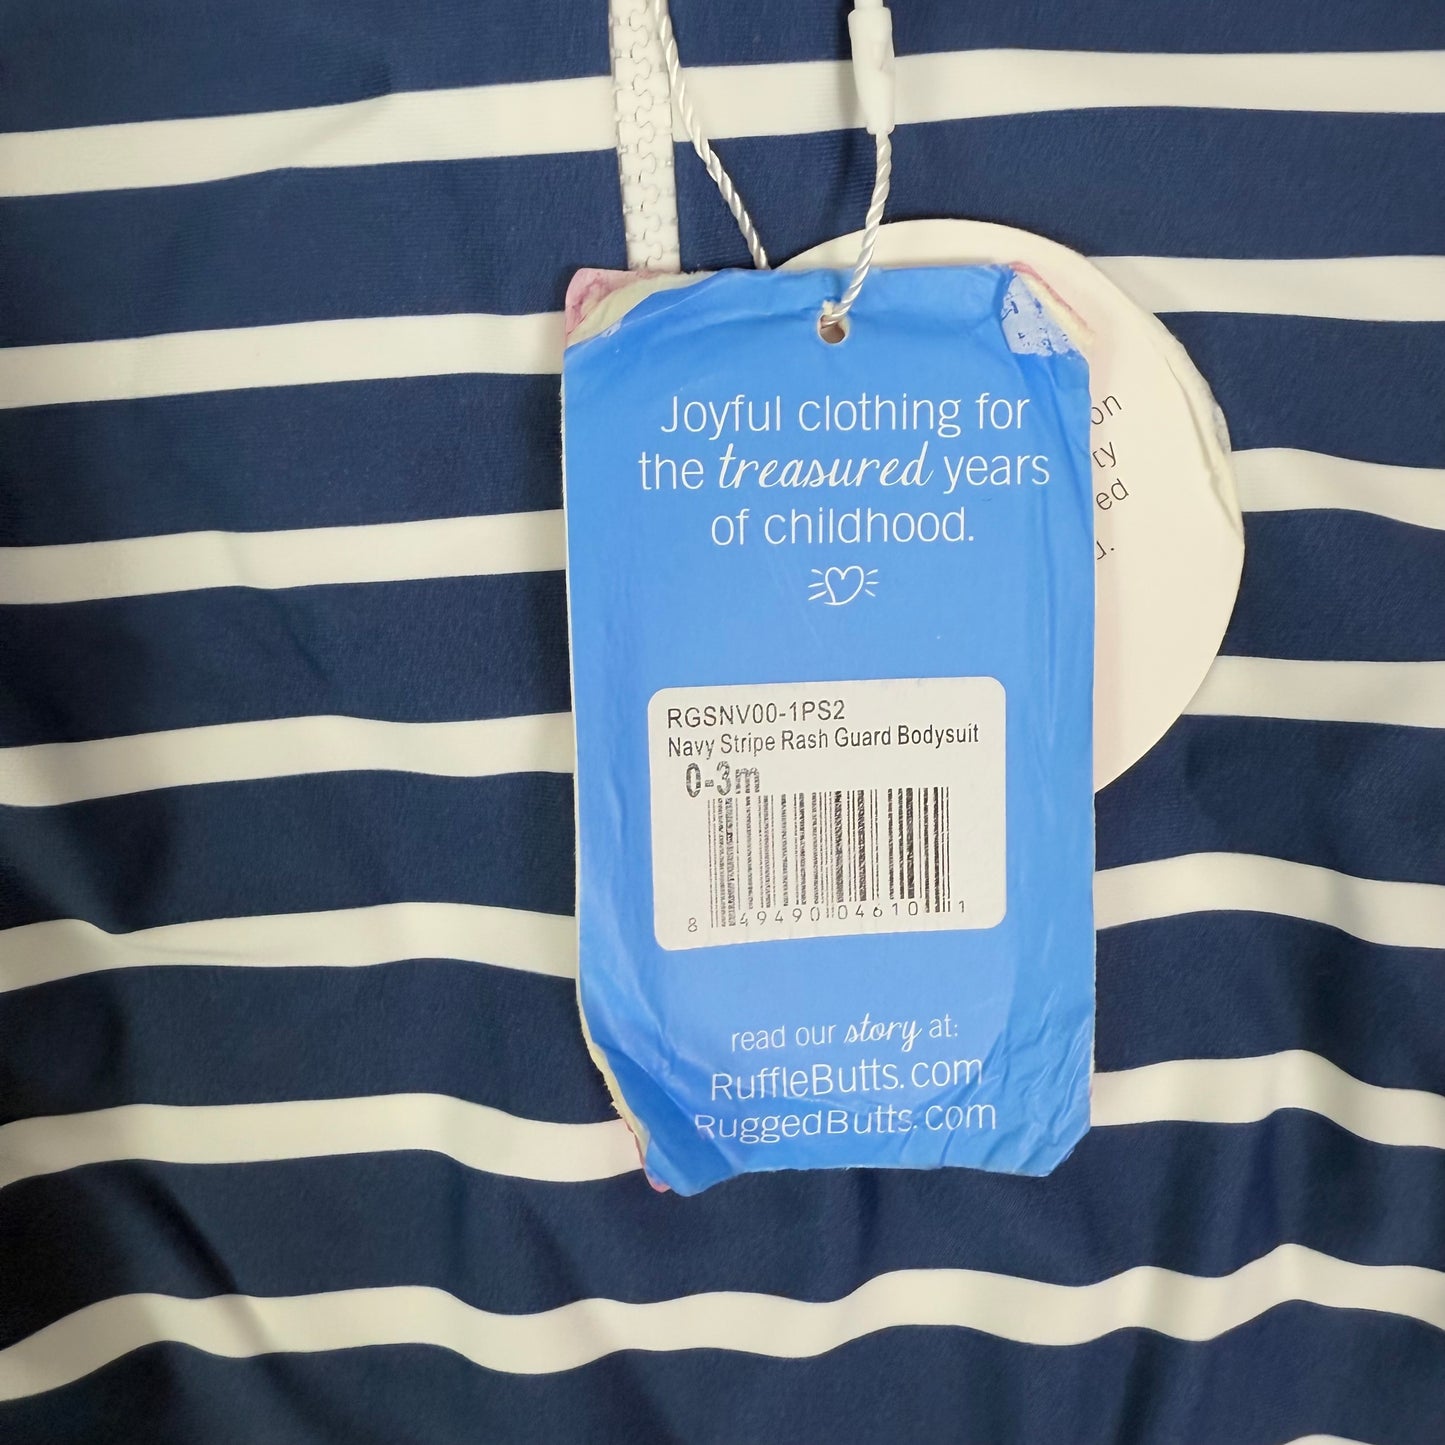 Joyful clothing for
the treasured years
of childhood.
RGSNV00-1PS2
Navy Stripe Rash Guard Bodysuit
0-3m
8 49490 04610 1
read our story at:
RuffleButts.com
RuggedButts.com